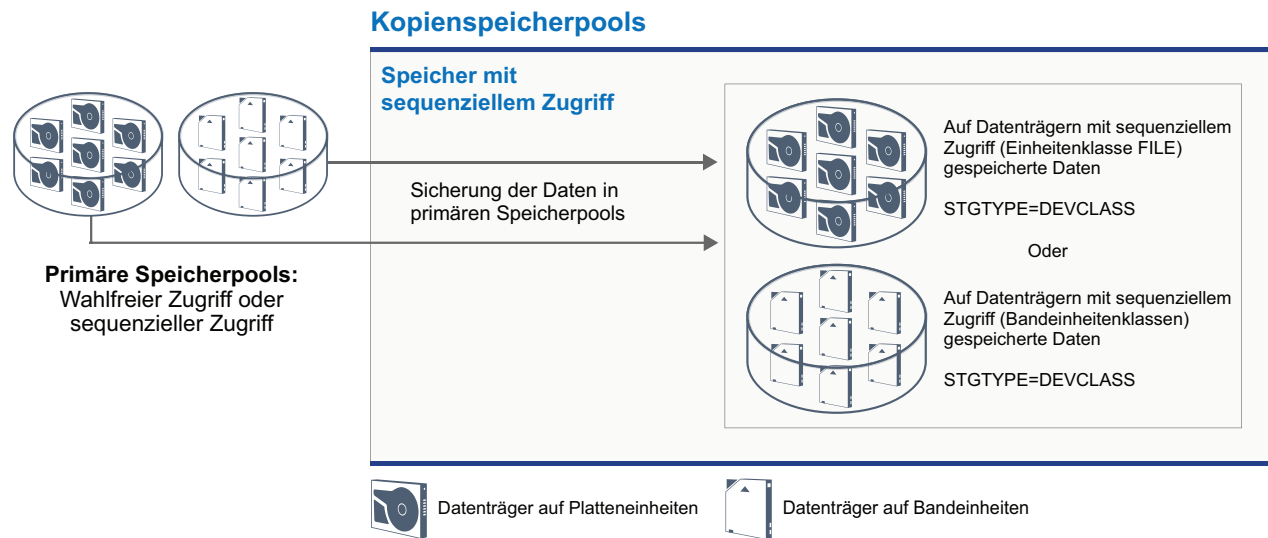 Kopienspeicherpools
Speicher mit
sequenziellem Zugriff
Sicherung der Daten in
primären Speicherpools
Primäre Speicherpools:
Wahlfreier Zugriff oder
sequenzieller Zugriff
Auf Datenträgern mit sequenziellem
Zugriff (Einheitenklasse FILE)
gespeicherte Daten
STGTYPE=DEVCLASS
Oder
Auf Datenträgern mit sequenziellem
Zugriff (Bandeinheitenklassen)
gespeicherte Daten
STGTYPE=DEVCLASS
Datenträger auf Platteneinheiten
Datenträger auf Bandeinheiten